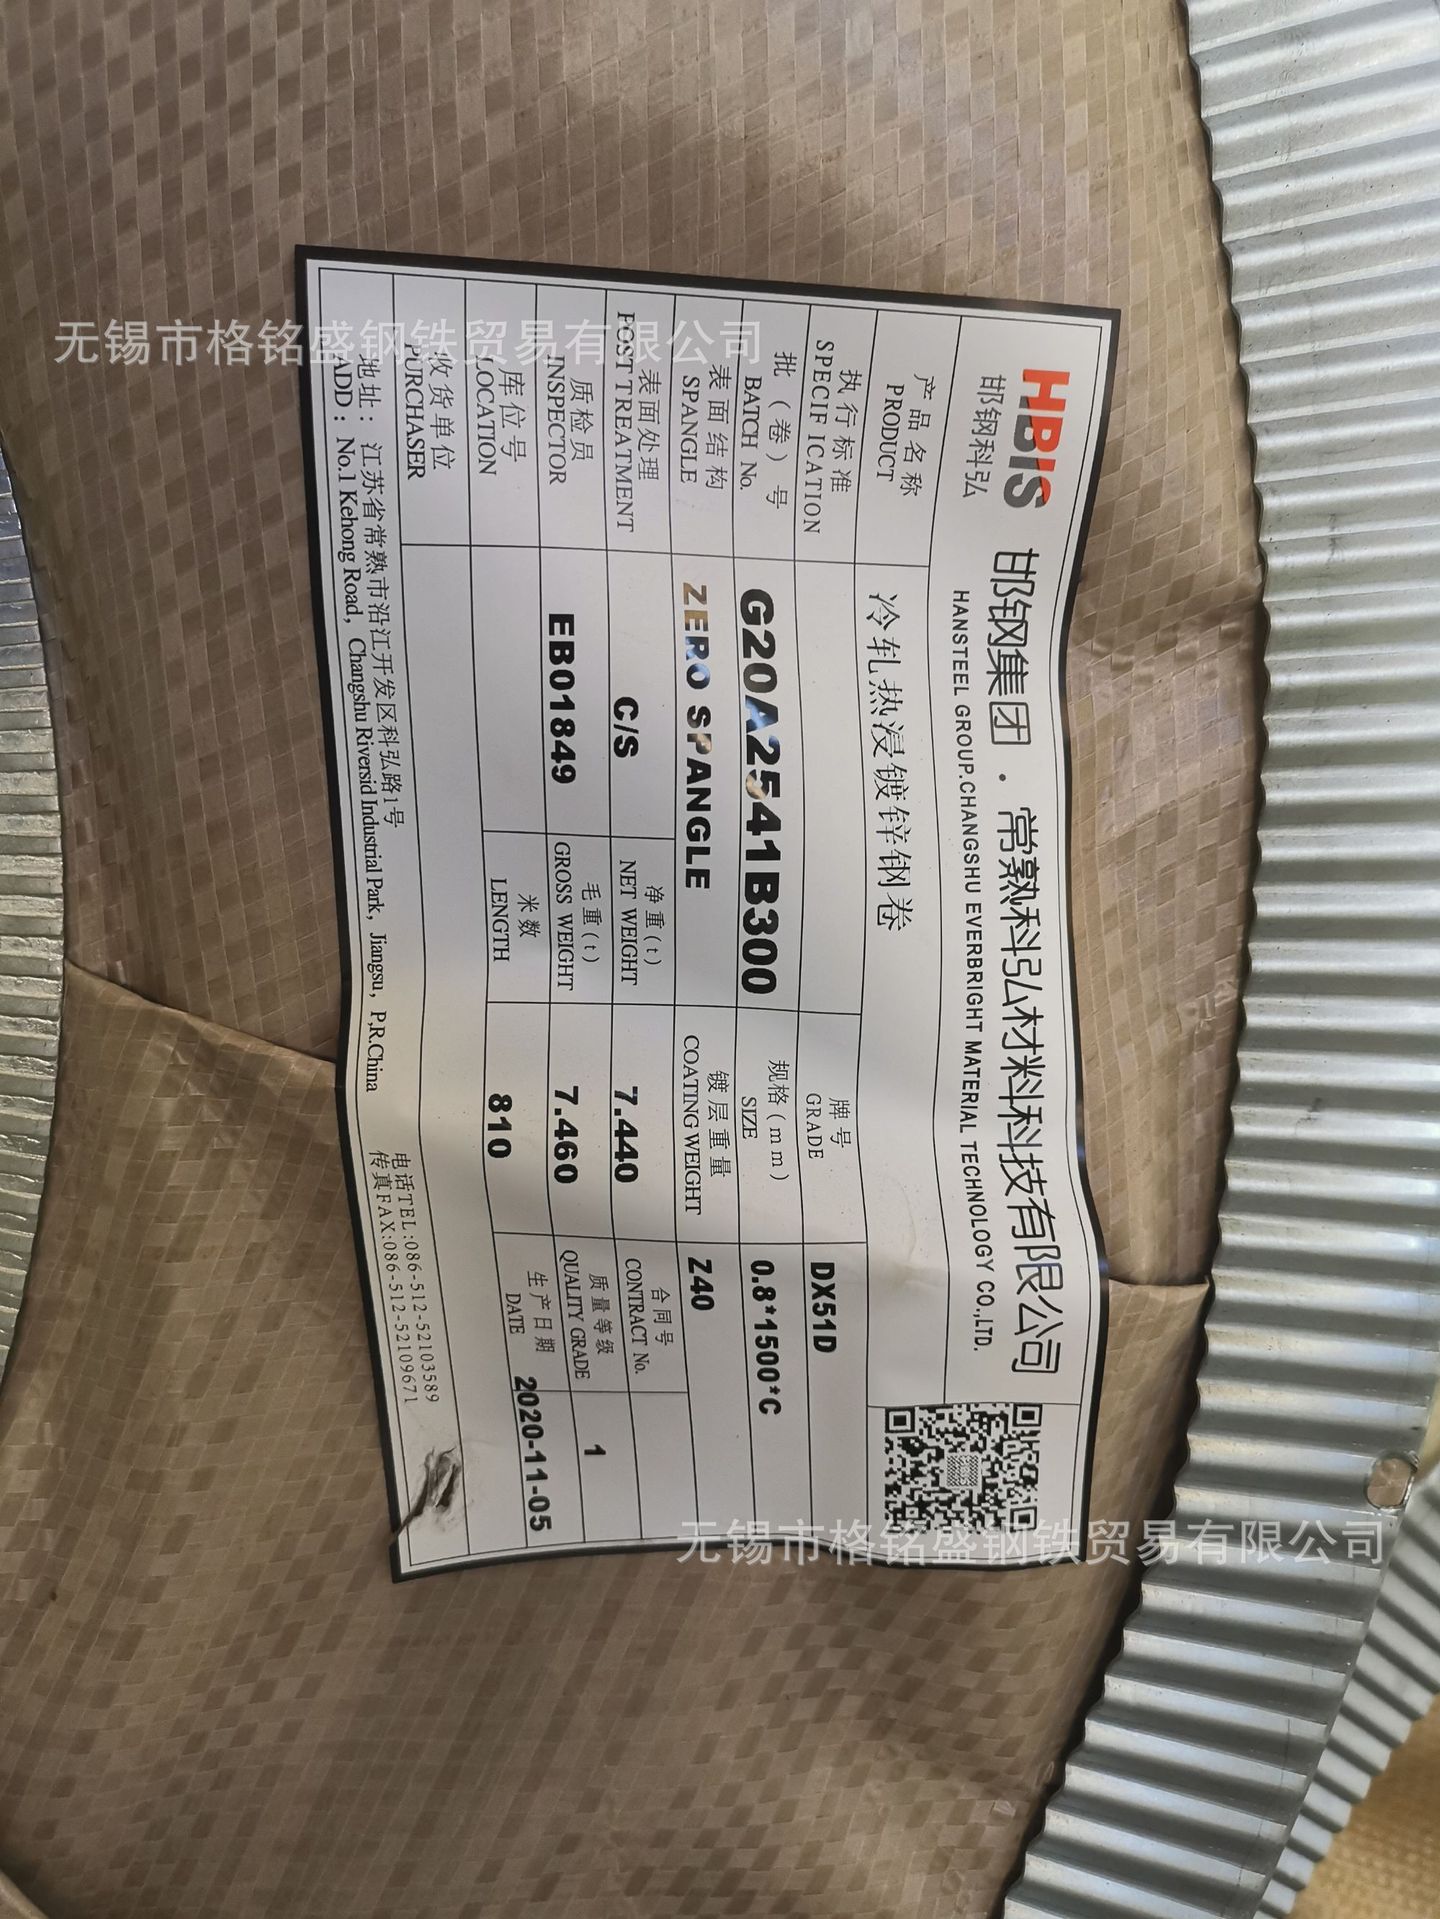 HBIS
邯钢科弘
邯钢集团·常熟科弘材料科技有限公司
HANSTEEL GROUP.CHANGSHU EVERBRIGHT MATERIAL TECHNOLOGY CO.,LTD.
产品名称
PRODUCT
冷轧热浸镀锌钢卷
执行标准
SPECIFICATION
牌号
GRADE
DX51D
批(卷)号
BATCH No.
G20A2541B300
规格(mm)
SIZE
0.8*1500*C
表面结构
SPANGLE
ZERO SPANGLE
镀层重量
COATING WEIGHT
Z40
表面处理
POST TREATMENT
C/S
净重(t)
NET WEIGHT
7.440
合同号
CONTRACT No.
质检员
INSPECTOR
EB01849
毛重(t)
GROSS WEIGHT
7.460
质量等级
QUALITY GRADE
1
库位号
LOCATION
米数
LENGTH
810
生产日期
DATE
2020-11-05
收货单位
PURCHASER
地址: 江苏省常熟市沿江开发区科弘路1号
ADD: No.1 Kehong Road, Changshu Riversid Industrial Park, Jiangsu, P,R.China
电话TEL:086-512-52103589
传真FAX:086-512-52109671
无锡市格铭盛钢铁贸易有限公司
无锡市格铭盛钢铁贸易有限公司